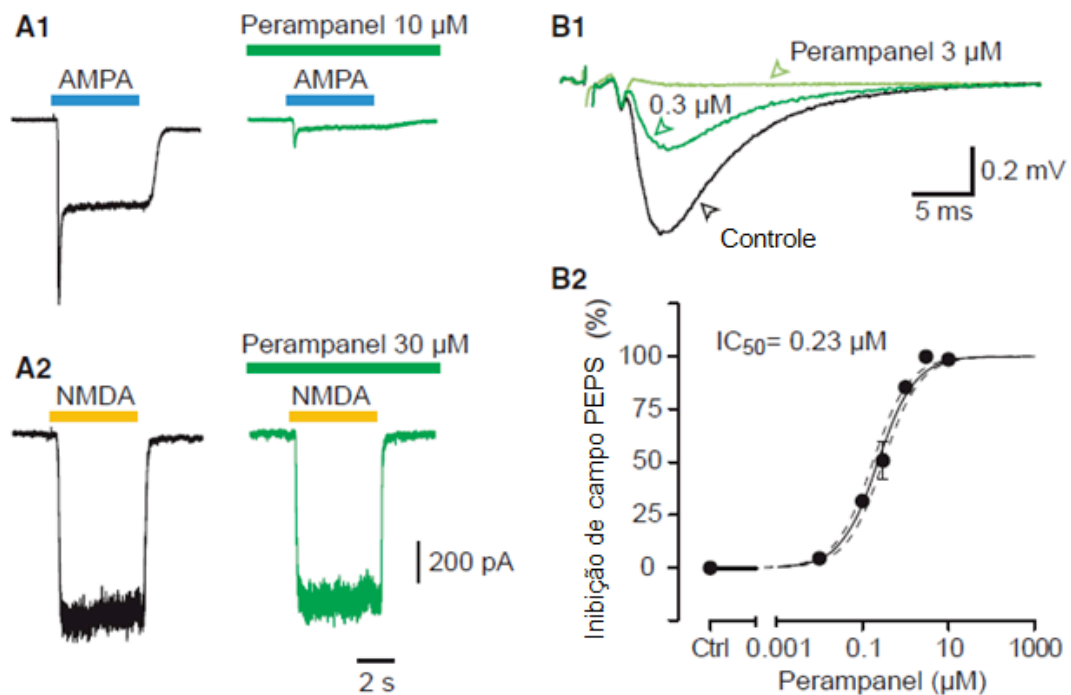 A1
Perampanel 10 µM
AMPA
AMPA
A2
Perampanel 30 µM
NMDA
NMDA
200 pA
2 s
B1
Perampanel 3 µM
0.3 µM
0.2 mV
5 ms
Controle
B2
Inibição de campo PEPS (%)
IC50= 0.23 µM
100
75
50
25
0
Ctrl 0.001 0.1 10 1000
Perampanel (µM)